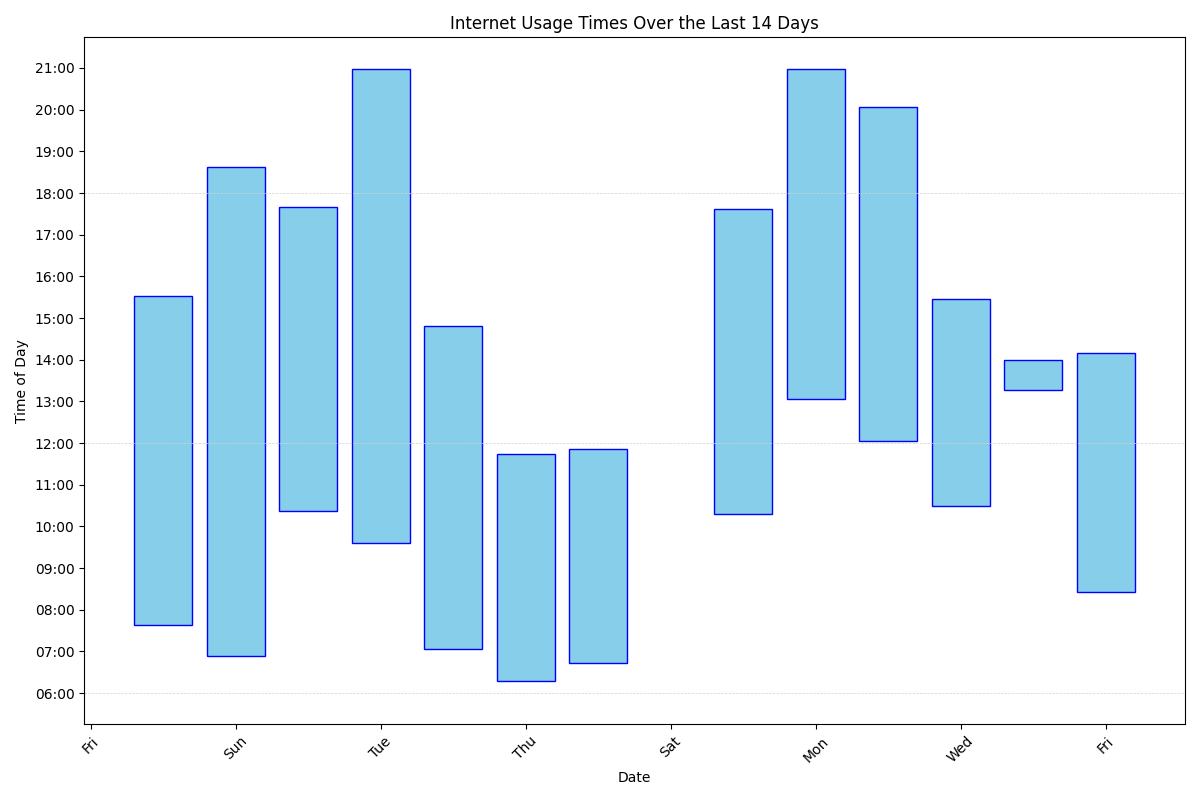 Internet Usage Times Over the Last 14 Days
Time of Day
21:00
20:00
19:00
18:00
17:00
16:00
15:00
14:00
13:00
12:00
11:00
10:00
09:00
08:00
07:00
06:00
Fri
Sun
Tue
Thu
Sat
Mon
Wed
Fri
Date